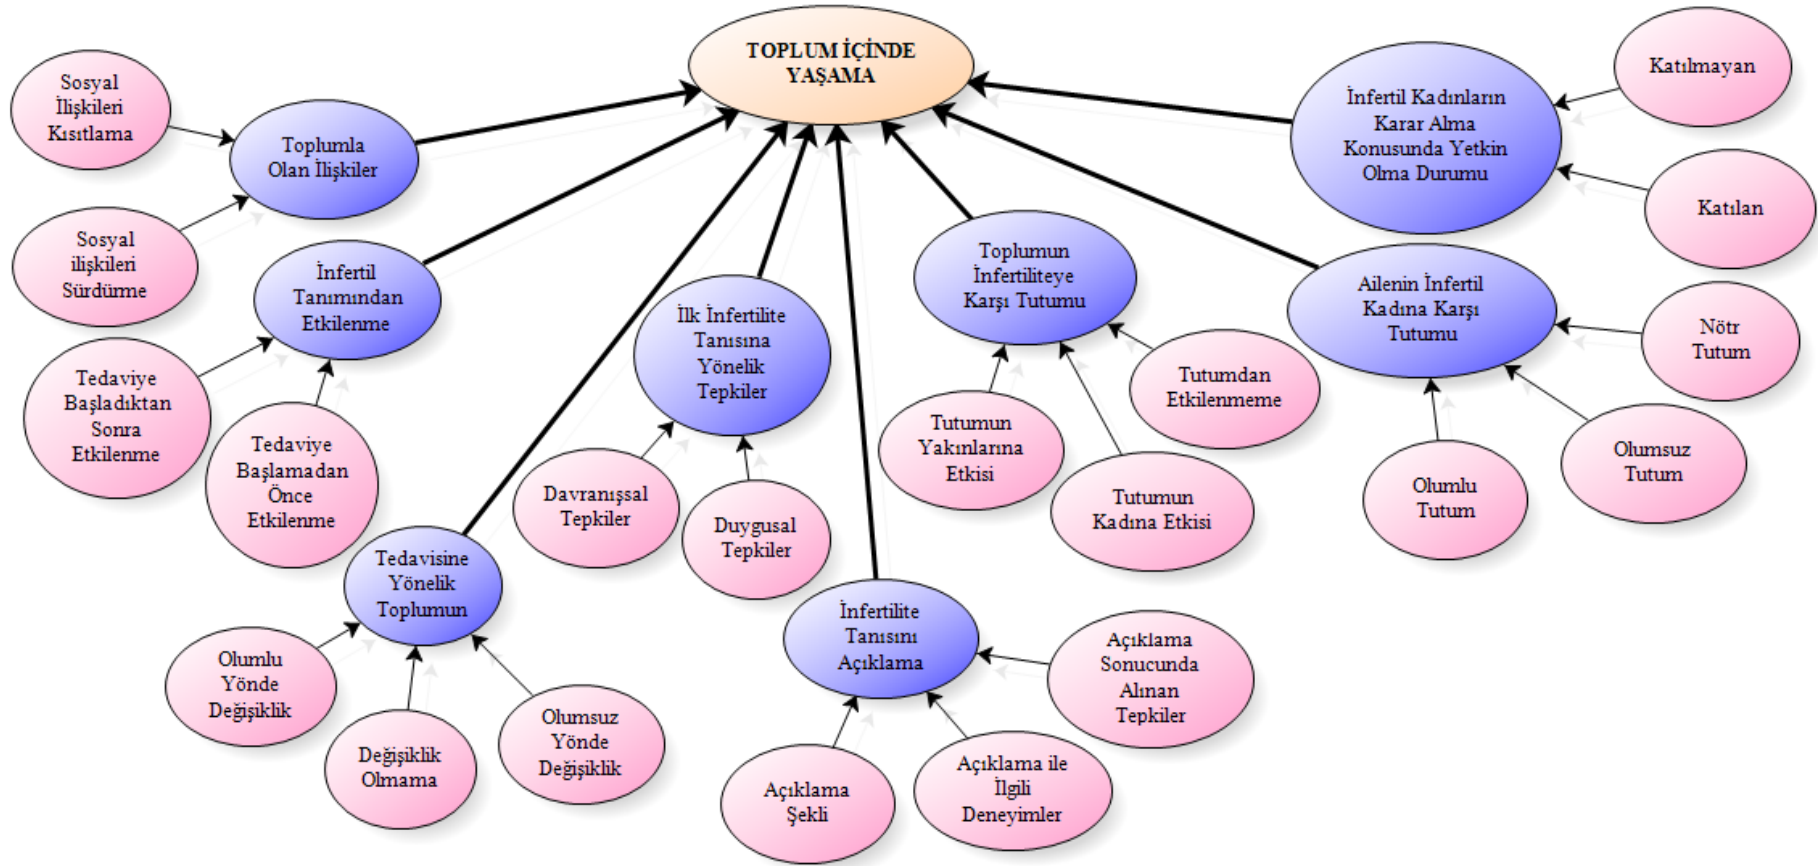 TOPLUM İÇİNDE
YAŞAMA
Sosyal
İlişkileri
Kısıtlama
Toplumla
Olan İlişkiler
Sosyal
ilişkileri
Sürdürme
İnfertil
Tanımından
Etkilenme
Tedaviye
Başladıktan
Sonra
Etkilenme
Tedaviye
Başlamadan
Önce
Etkilenme
Tedavisine
Yönelik
Toplumun
Olumlu
Yönde
Değişiklik
Değişiklik
Olmama
Olumsuz
Yönde
Değişiklik
İlk İnfertilite
Tanısına
Yönelik
Tepkiler
Davranışsal
Tepkiler
Duygusal
Tepkiler
İnfertilite
Tanısını
Açıklama
Açıklama
Şekli
Açıklama ile
İlgili
Deneyimler
Açıklama
Sonucunda
Alınan
Tepkiler
Toplumun
İnfertiliteye
Karşı Tutumu
Tutumun
Yakınlarına
Etkisi
Tutumun
Kadına Etkisi
Tutumdan
Etkilenmeme
Ailenin İnfertil
Kadına Karşı
Tutumu
Olumlu
Tutum
Olumsuz
Tutum
Nötr
Tutum
İnfertil Kadınların
Karar Alma
Konusunda Yetkin
Olma Durumu
Katılmayan
Katılan